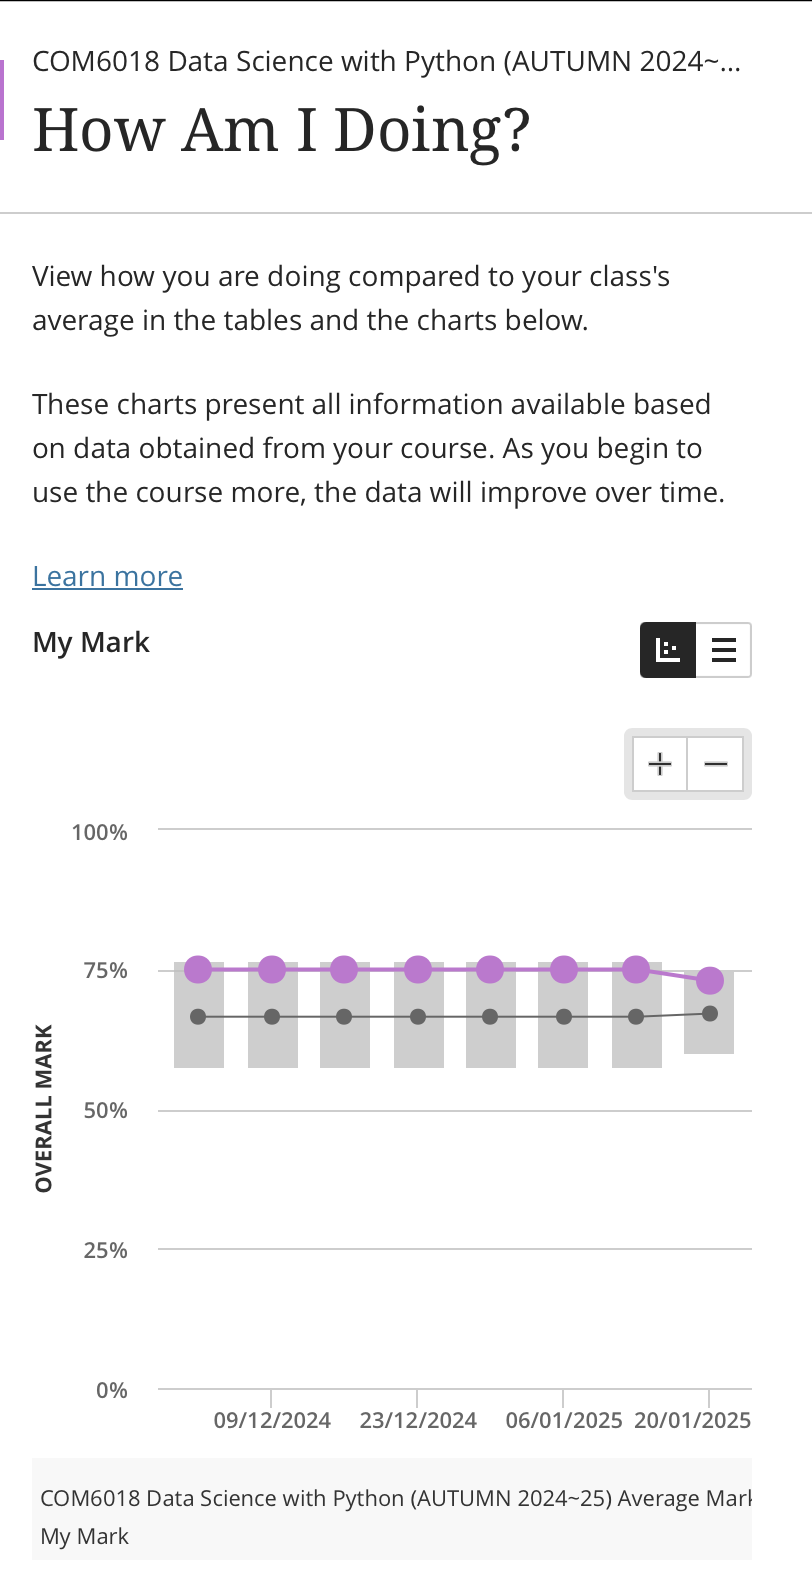 COM6018 Data Science with Python (AUTUMN 2024~...
How Am I Doing?
View how you are doing compared to your class's
average in the tables and the charts below.
These charts present all information available based
on data obtained from your course. As you begin to
use the course more, the data will improve over time.
Learn more
My Mark
100%
75%
50%
25%
0%
OVERALL MARK
09/12/2024 23/12/2024 06/01/2025 20/01/2025
COM6018 Data Science with Python (AUTUMN 2024~25) Average Mark
My Mark